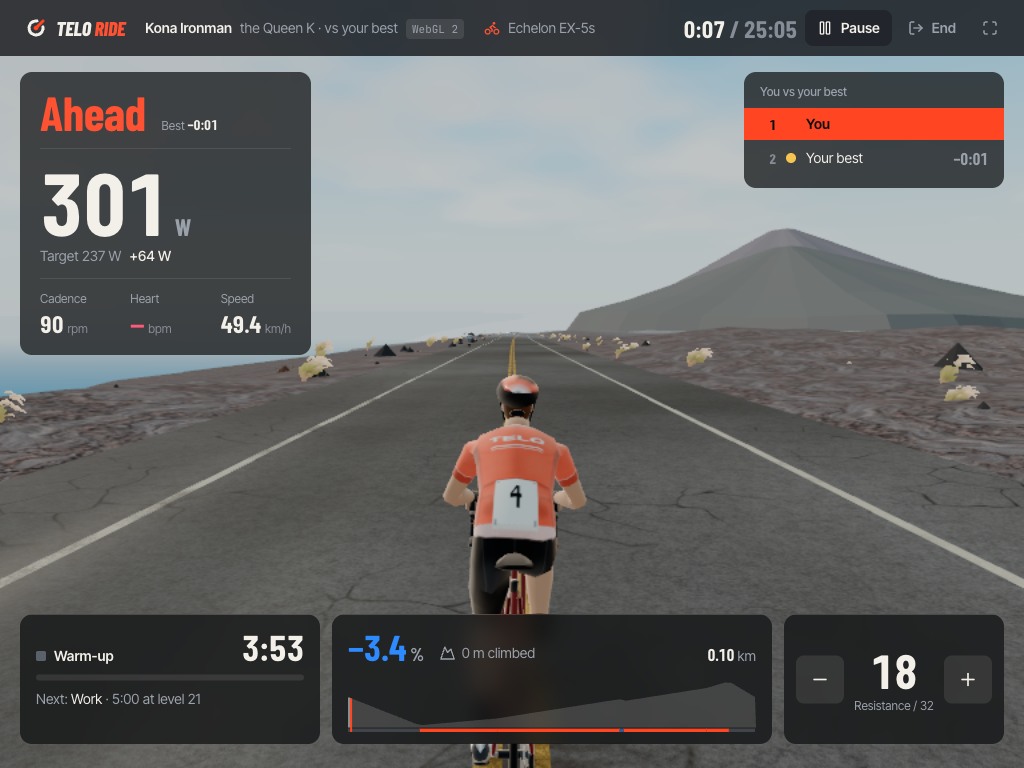 TELO RIDE Kona Ironman the Queen K · vs your best WebGL 2 Echelon EX-5s 0:07 / 25:05 Pause End
Ahead Best −0:01
301 W
Target 237 W +64 W
Cadence Heart Speed
90 rpm – bpm 49.4 km/h
You vs your best
1 You
2 Your best −0:01
TELO
4
Warm-up 3:53
Next: Work · 5:00 at level 21
−3.4 % 0 m climbed 0.10 km
− 18 +
Resistance / 32